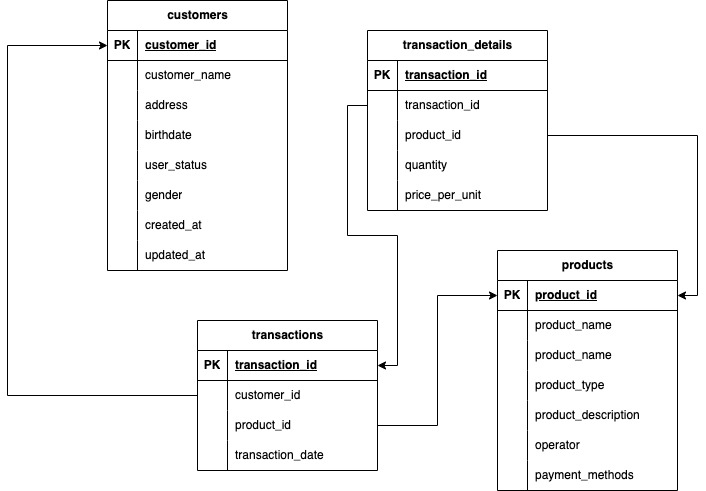 customers
PK customer_id
customer_name
address
birthdate
user_status
gender
created_at
updated_at
transaction_details
PK transaction_id
transaction_id
product_id
quantity
price_per_unit
products
PK product_id
product_name
product_name
product_type
product_description
operator
payment_methods
transactions
PK transaction_id
customer_id
product_id
transaction_date